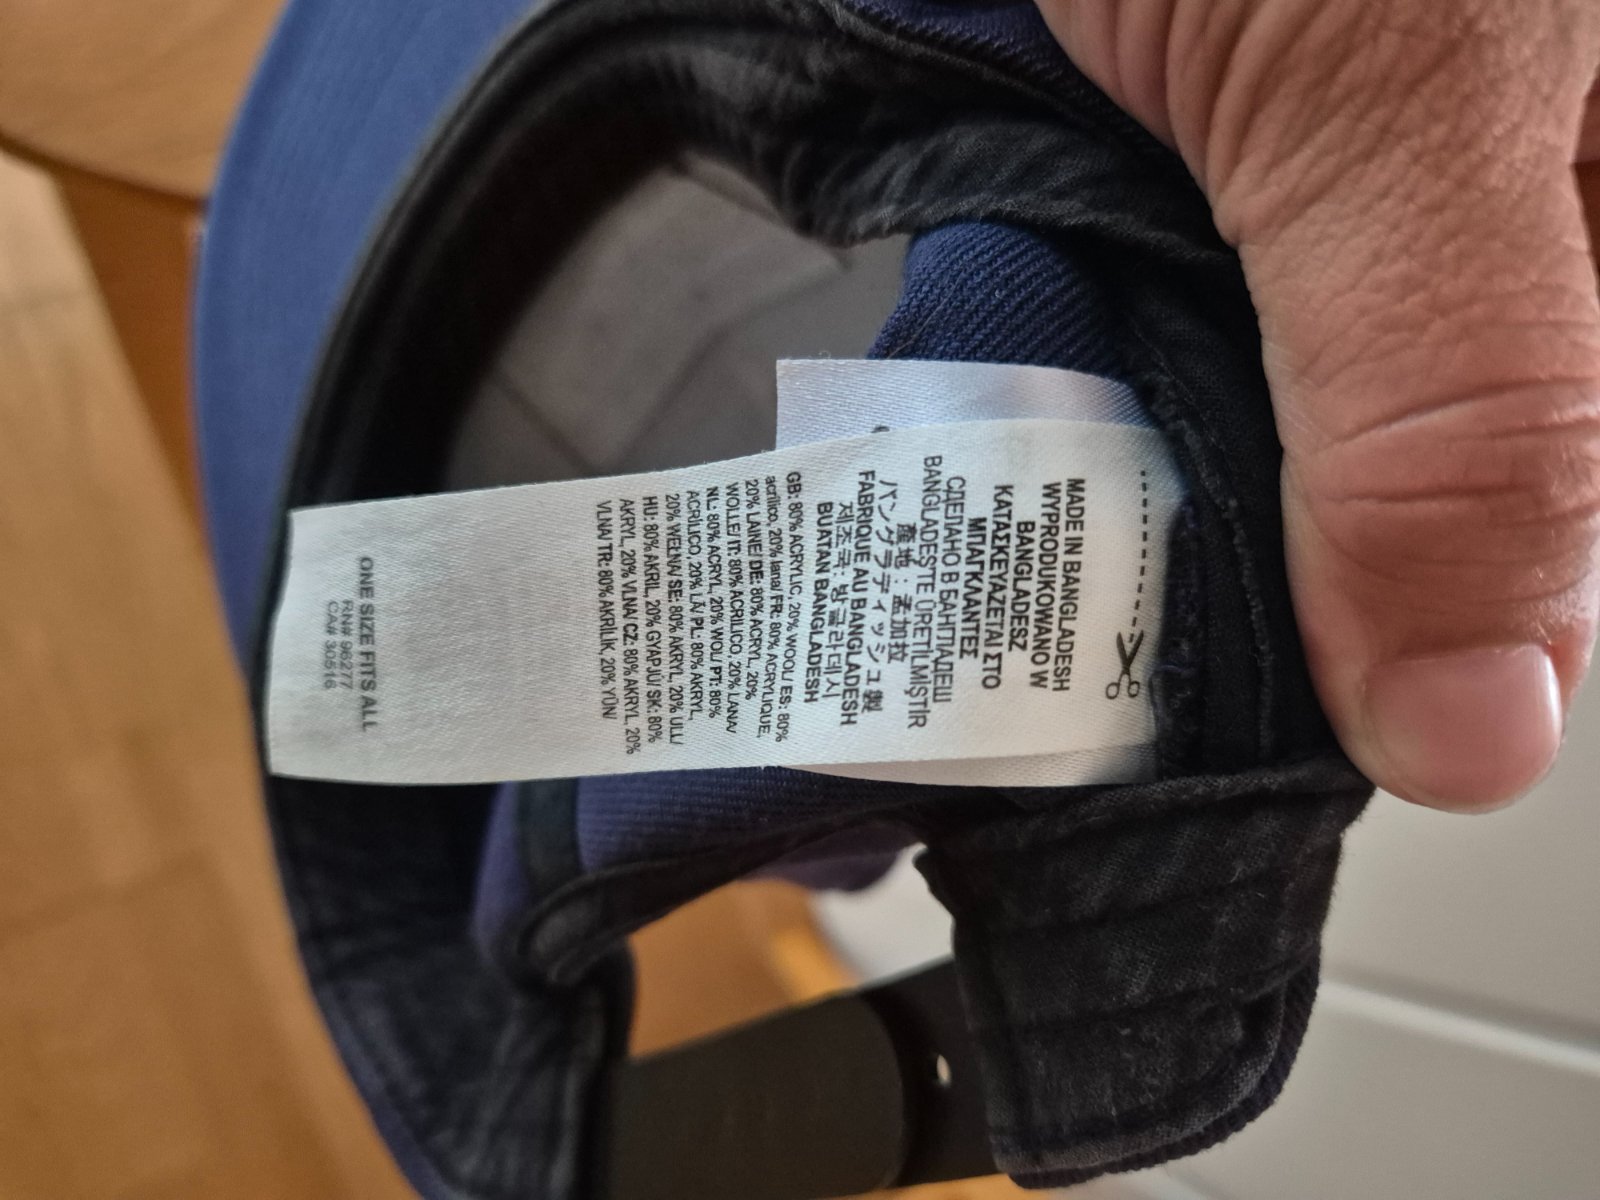 MADE IN BANGLADESH
WYPRODUKOWANO W
BANGLADESZ
ΚΑΤΑΣΚΕΥΑΖΕΤΑΙ ΣΤΟ
ΜΠΑΓΚΛΑΝΤΕΣ
СДЕЛАНО В БАНГЛАДЕШ
BANGLADEŞTE ÜRETİLMİŞTİR
産地：孟加拉
バングラディッシュ製
제조국: 방글라데시
FABRIQUE AU BANGLADESH
BUATAN BANGLADESH
GB: 80% ACRYLIC, 20% WOOL/ ES: 80%
acrílico, 20% lana/ FR: 80% ACRYLIQUE,
20% LAINE/ DE: 80% ACRYL, 20%
WOLLE/ IT: 80% ACRILICO, 20% LANA/
NL: 80% ACRYL, 20% WOL/ PT: 80%
ACRÍLICO, 20% LÃ/ PL: 80% AKRYL,
20% WEŁNA/ SE: 80% AKRYL, 20% ULL/
HU: 80% AKRIL, 20% GYAPJÚ/ SK: 80%
AKRYL, 20% VLNA/ CZ: 80% AKRYL, 20%
VLNA/ TR: 80% AKRİLİK, 20% YÜN/
ONE SIZE FITS ALL
RN# 96277
CA# 30516